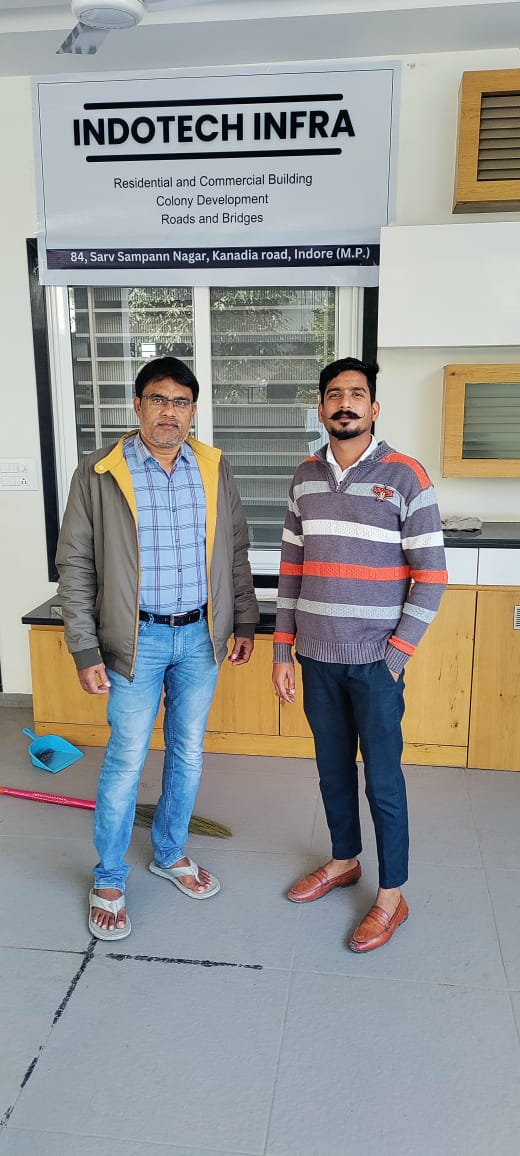 INDOTECH INFRA
Residential and Commercial Building
Colony Development
Roads and Bridges
84, Sarv Sampann Nagar, Kanadia road, Indore (M.P.)